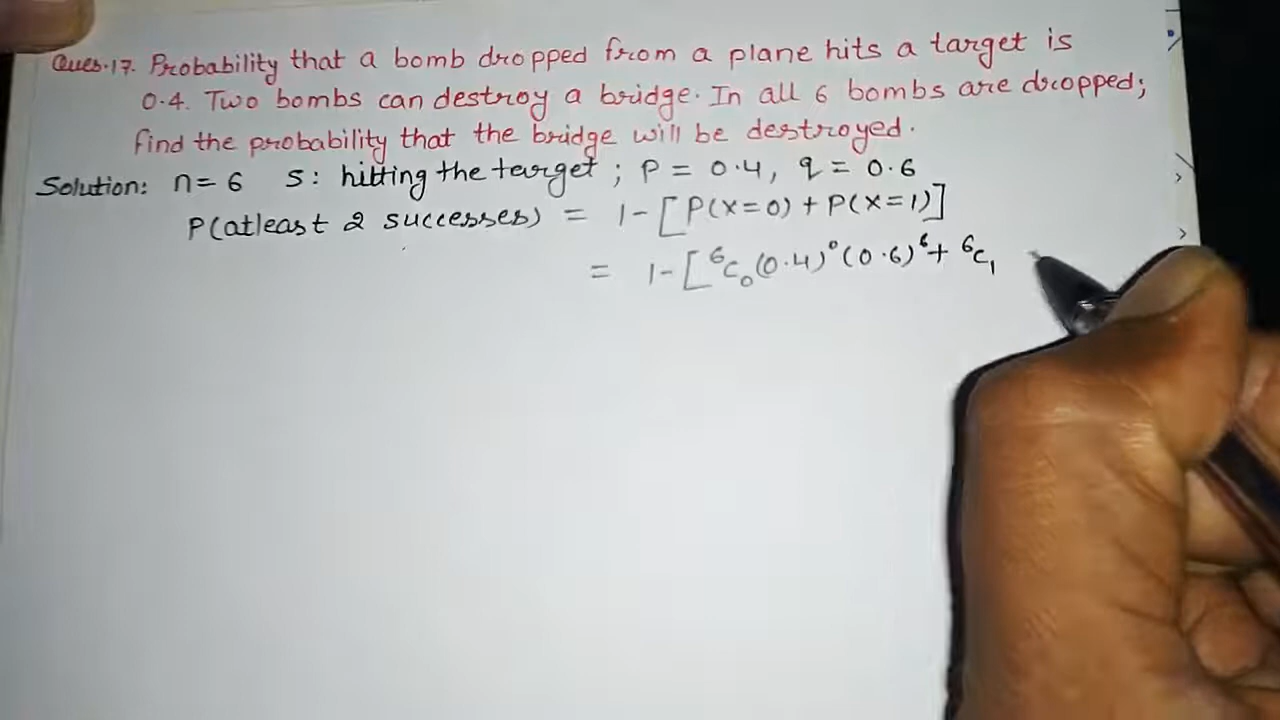 Ques.17. Probability that a bomb dropped from a plane hits a target is
0.4. Two bombs can destroy a bridge. In all 6 bombs are dropped;
find the probability that the bridge will be destroyed.
Solution: n=6 S: hitting the target ; p = 0.4, q = 0.6
P(atleast 2 successes) = 1-[P(X=0) + P(X=1)]
= 1-[⁶C₀(0.4)⁰(0.6)⁶+ ⁶C₁